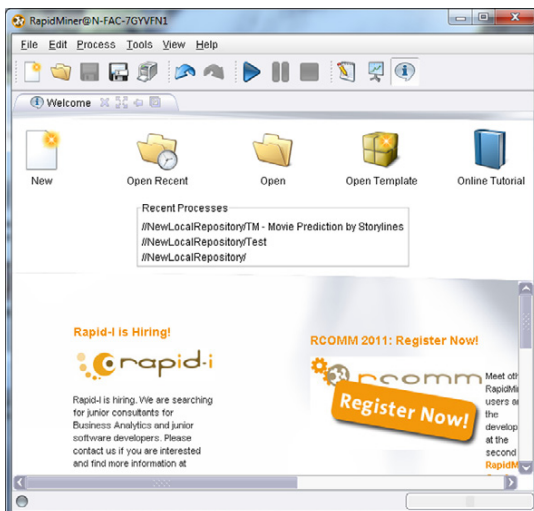 RapidMiner@N-FAC-7GYVFN1
File Edit Process Tools View Help
Welcome
New
Open Recent
Open
Open Template
Online Tutorial
Recent Processes
//NewLocalRepository/TM - Movie Prediction by Storylines
//NewLocalRepository/Test
//NewLocalRepository/
Rapid-I is Hiring!
rapid-i
Rapid-I is hiring. We are searching
for junior consultants for
Business Analytics and junior
software developers. Please
contact us if you are interested
and find more information at
RCOMM 2011: Register Now!
rcomm
Register Now!
Meet oth
RapidMi
users a
the
develop
at the
second
RapidM